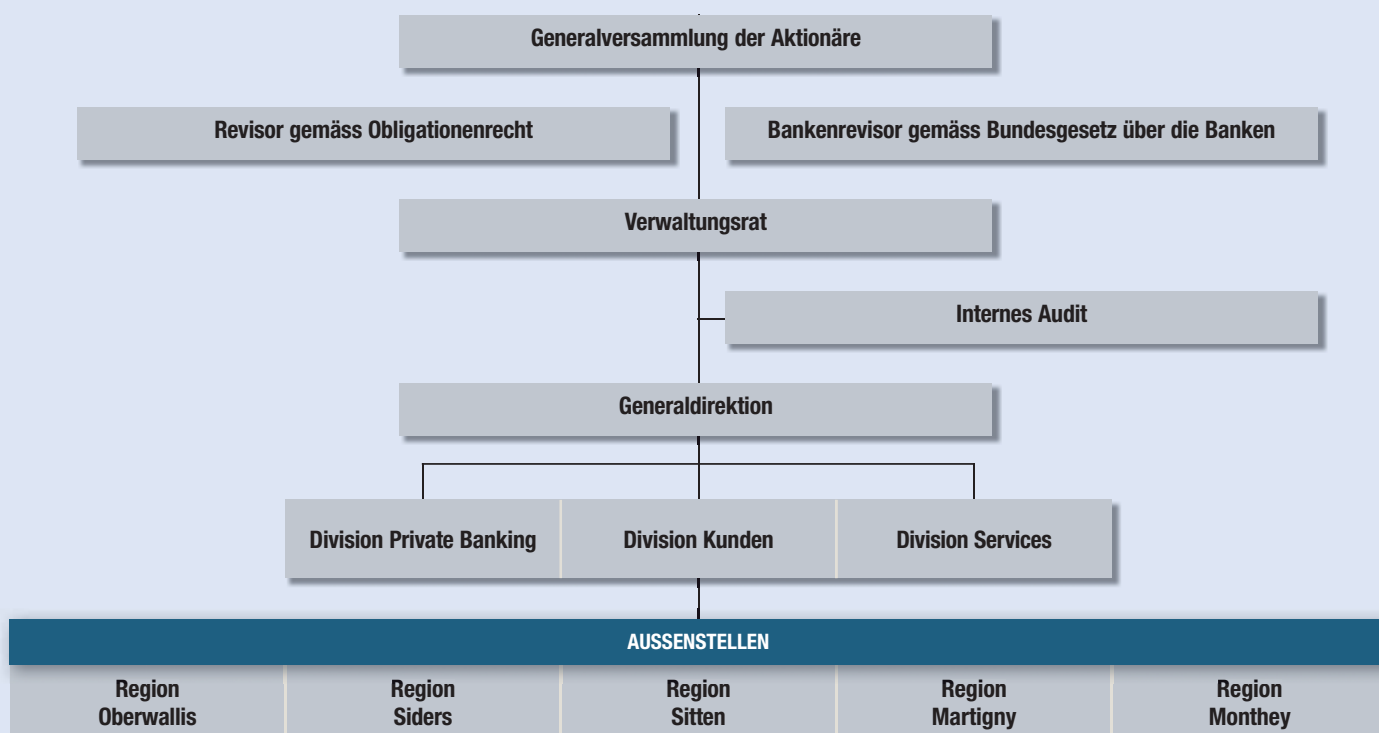 Generalversammlung der Aktionäre
Revisor gemäss Obligationenrecht
Bankenrevisor gemäss Bundesgesetz über die Banken
Verwaltungsrat
Internes Audit
Generaldirektion
Division Private Banking
Division Kunden
Division Services
AUSSENSTELLEN
Region
Oberwallis
Region
Siders
Region
Sitten
Region
Martigny
Region
Monthey